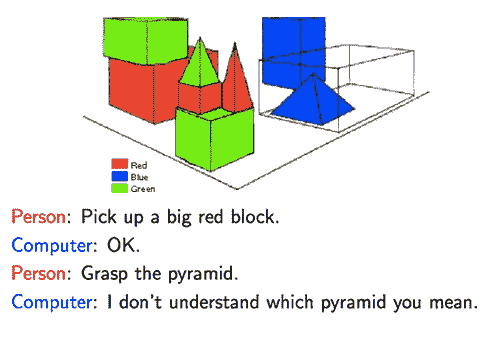 Red
Blue
Green
Person: Pick up a big red block.
Computer: OK.
Person: Grasp the pyramid.
Computer: I don't understand which pyramid you mean.